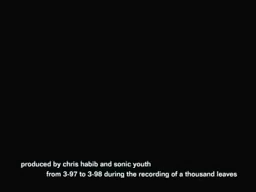 produced by chris habib and sonic youth
from 3-97 to 3-98 during the recording of a thousand leaves